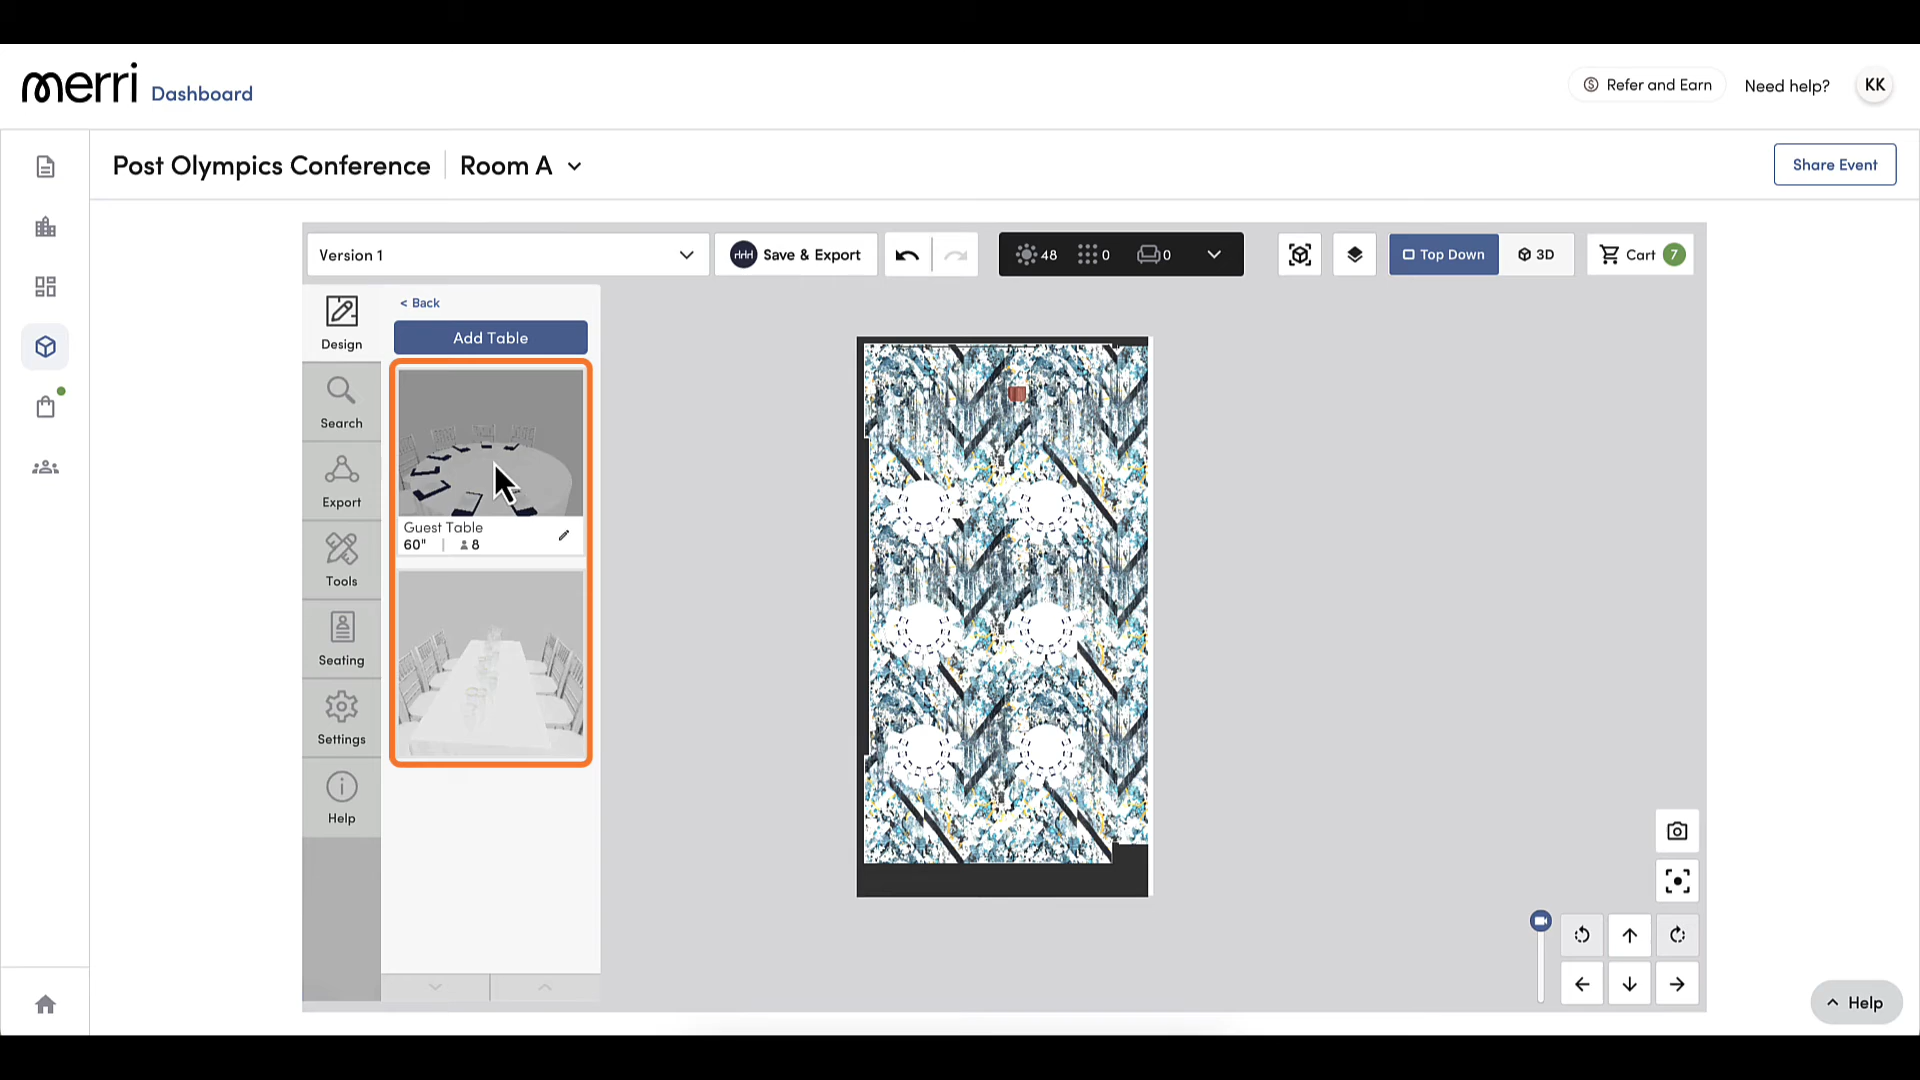 merri Dashboard
Refer and Earn
Need help?
KK
Post Olympics Conference
Room A
Share Event
Version 1
Save & Export
48
0
0
Top Down
3D
Cart 7
Design
Search
Export
Tools
Seating
Settings
Help
< Back
Add Table
Guest Table
60" | 8
Help